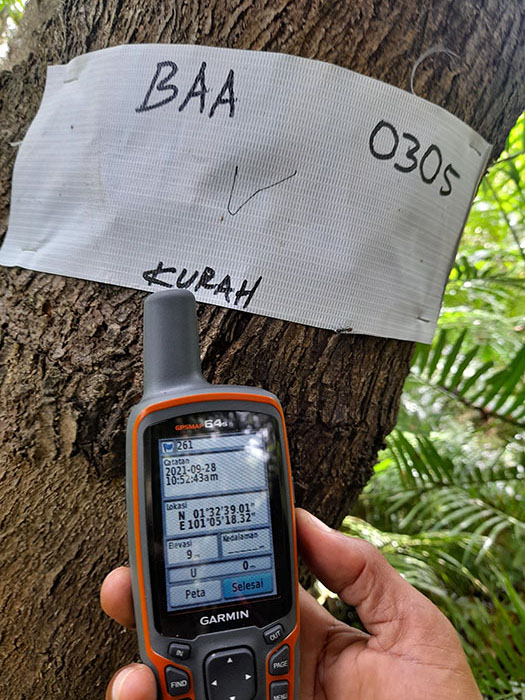 BAA
0305
KURAH
GPSMAP 64s
261
Catatan
2021-09-28
10:52:43am
Lokasi
N 01°32'39.01"
E 101°05'18.32"
Elevasi
Kedalaman
9 m
U
0 m
Peta
Selesai
GARMIN
IN
OUT
FIND
PAGE
MENU